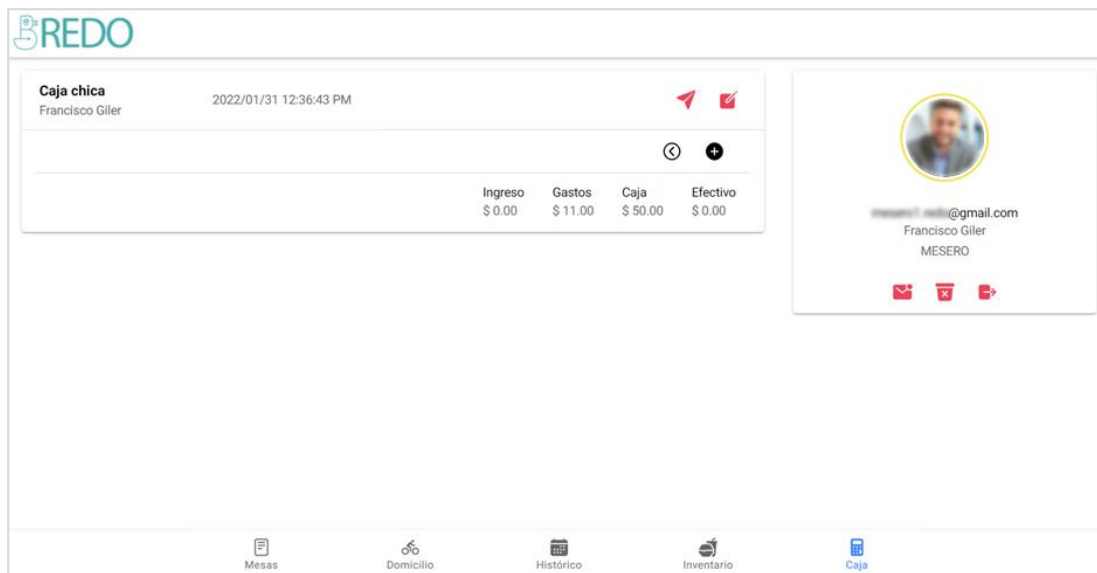 REDO
Caja chica
Francisco Giler
2022/01/31 12:36:43 PM
Ingreso Gastos Caja Efectivo
$ 0.00 $ 11.00 $ 50.00 $ 0.00
@gmail.com
Francisco Giler
MESERO
Mesas Domicilio Histórico Inventario Caja